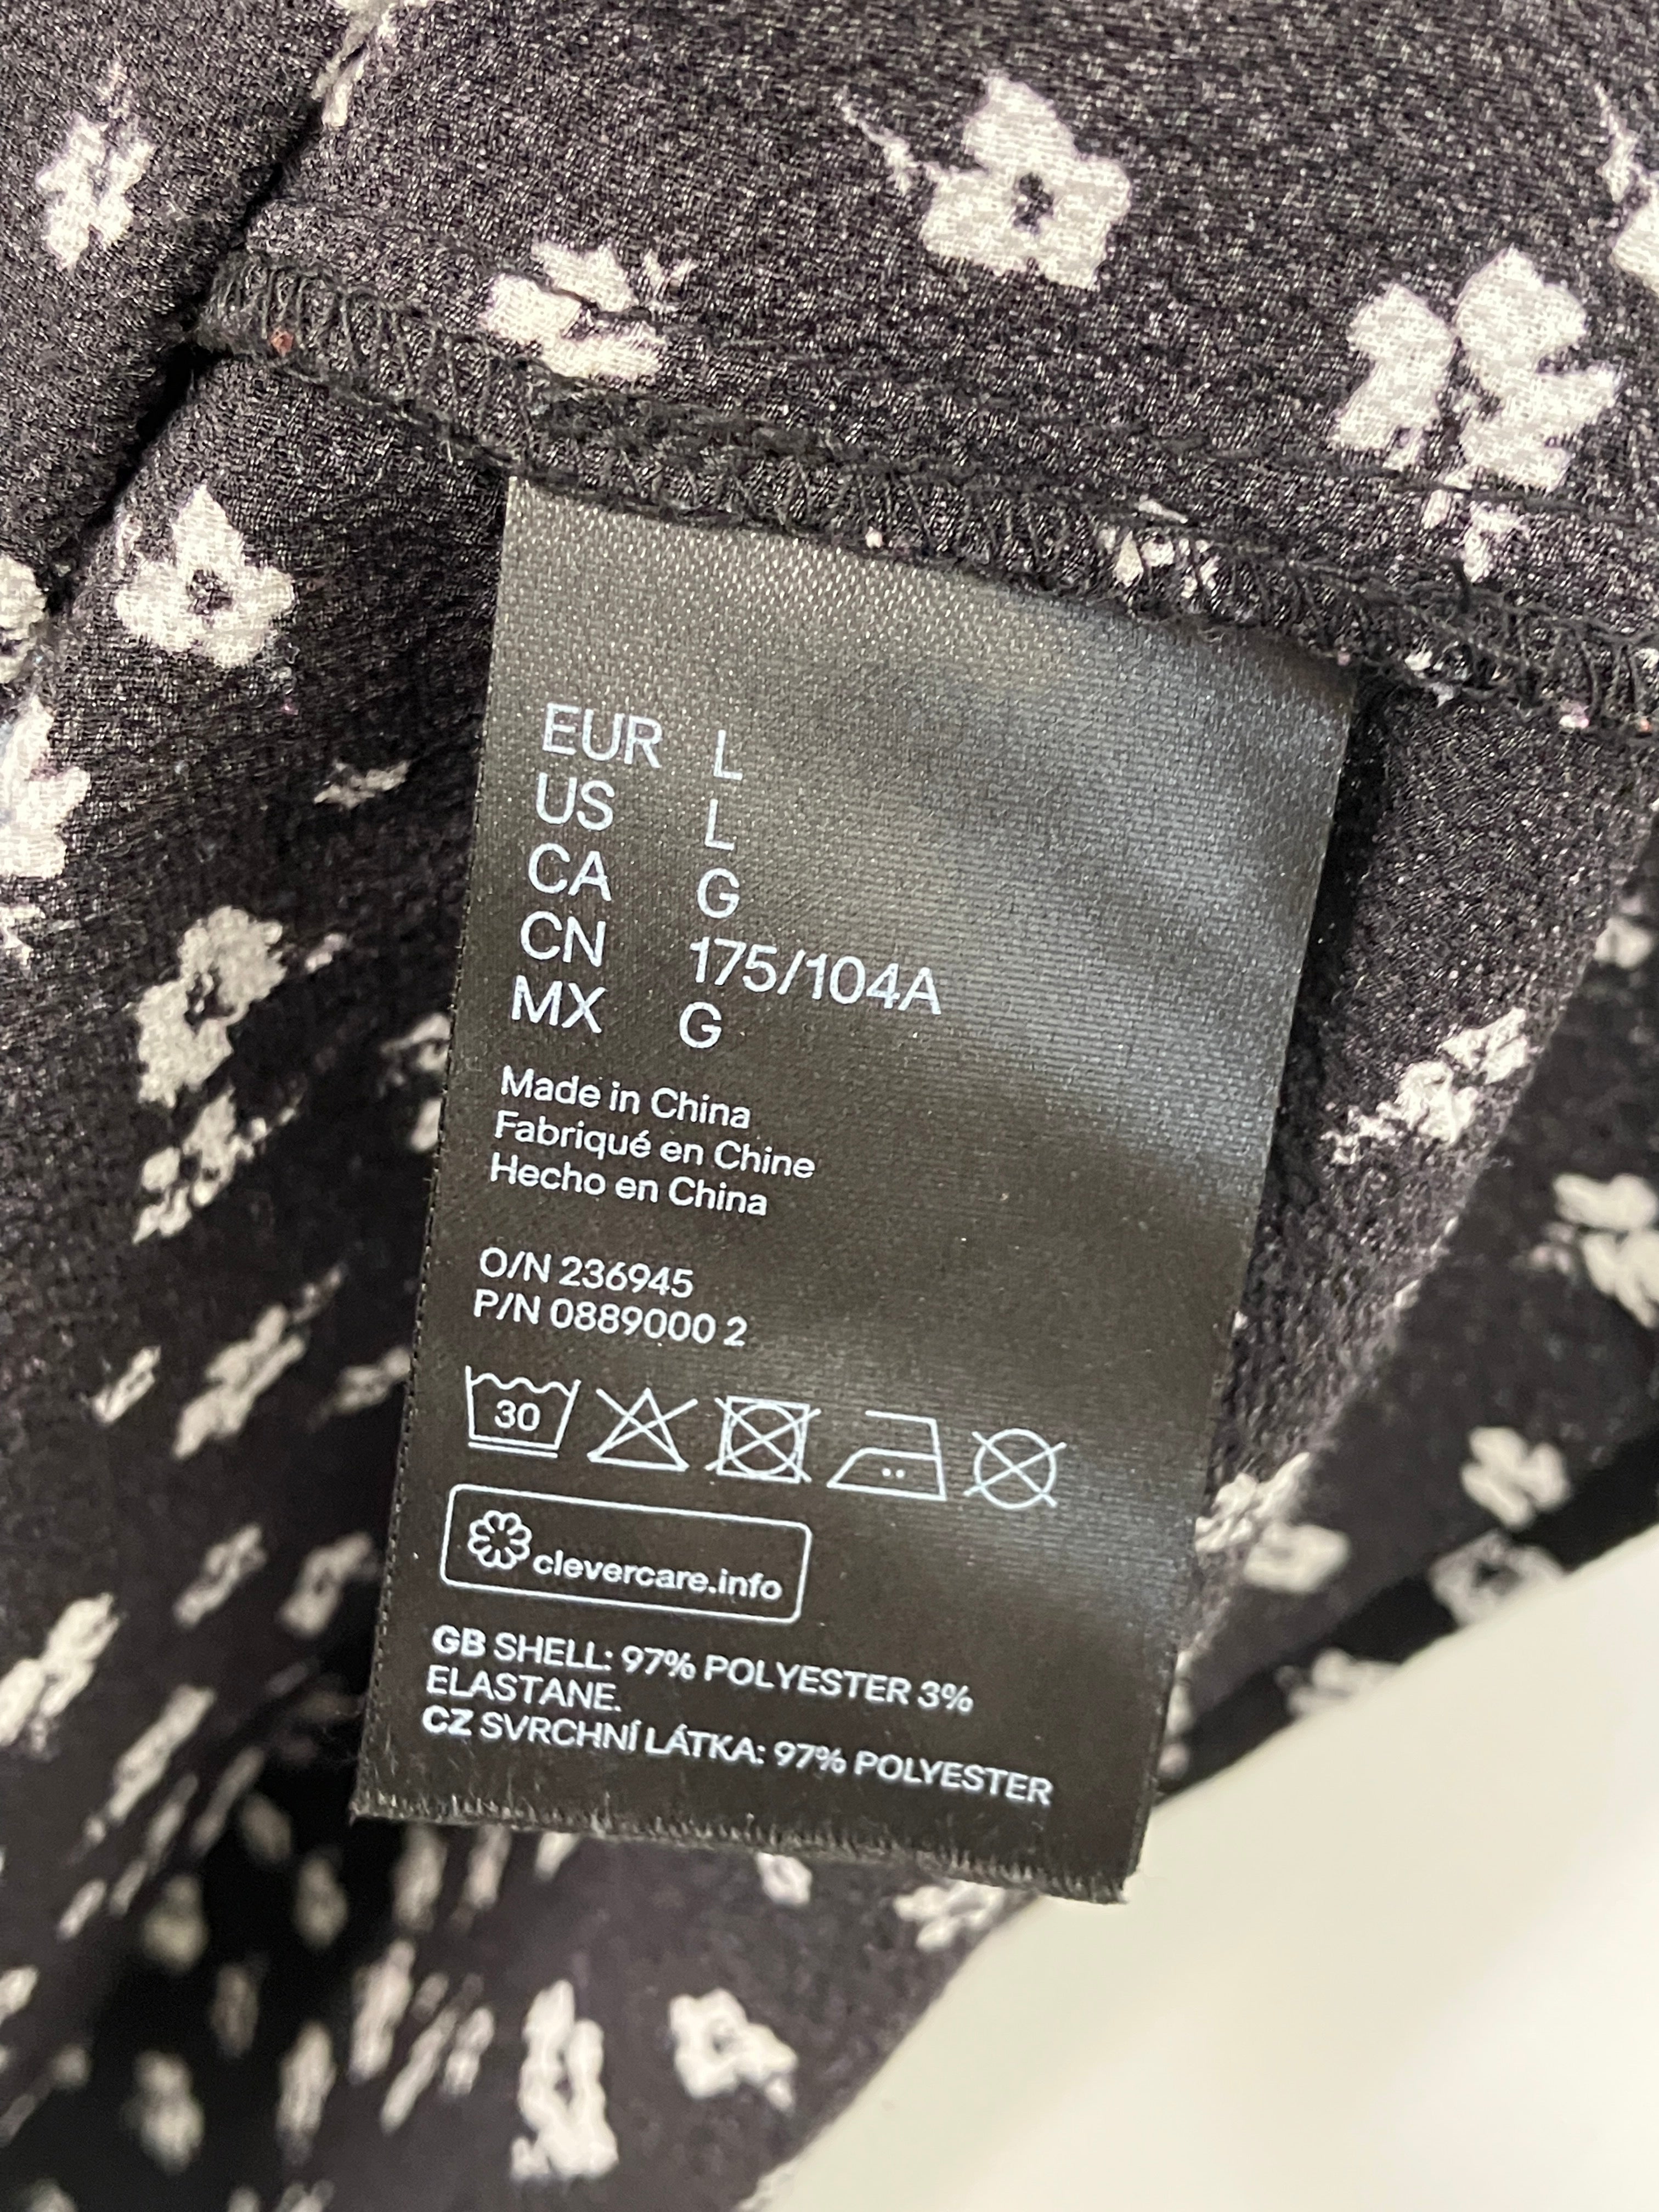 EUR L
US L
CA G
CN 175/104A
MX G
Made in China
Fabriqué en Chine
Hecho en China
O/N 236945
P/N 0889000 2
30
clevercare.info
GB SHELL: 97% POLYESTER 3%
ELASTANE.
CZ SVRCHNÍ LÁTKA: 97% POLYESTER